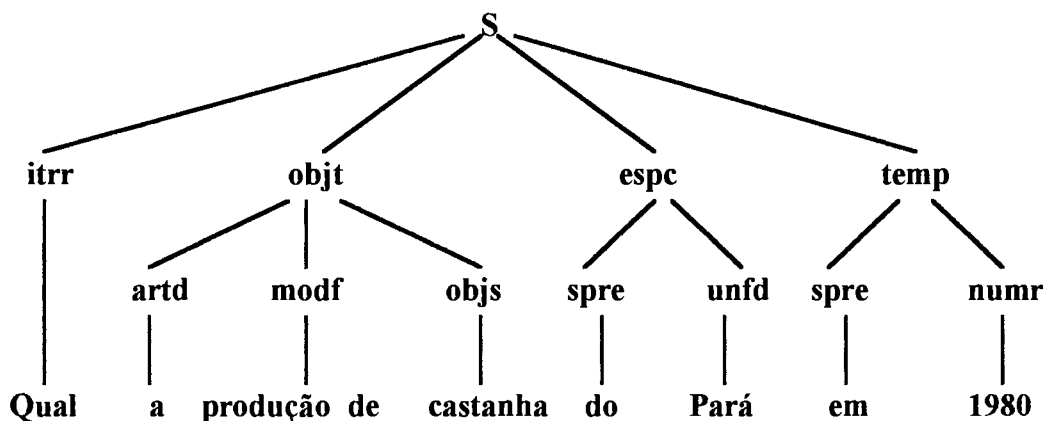 S
itrr objt espc temp
artd modf objs spre unfd spre numr
Qual a produção de castanha do Pará em 1980